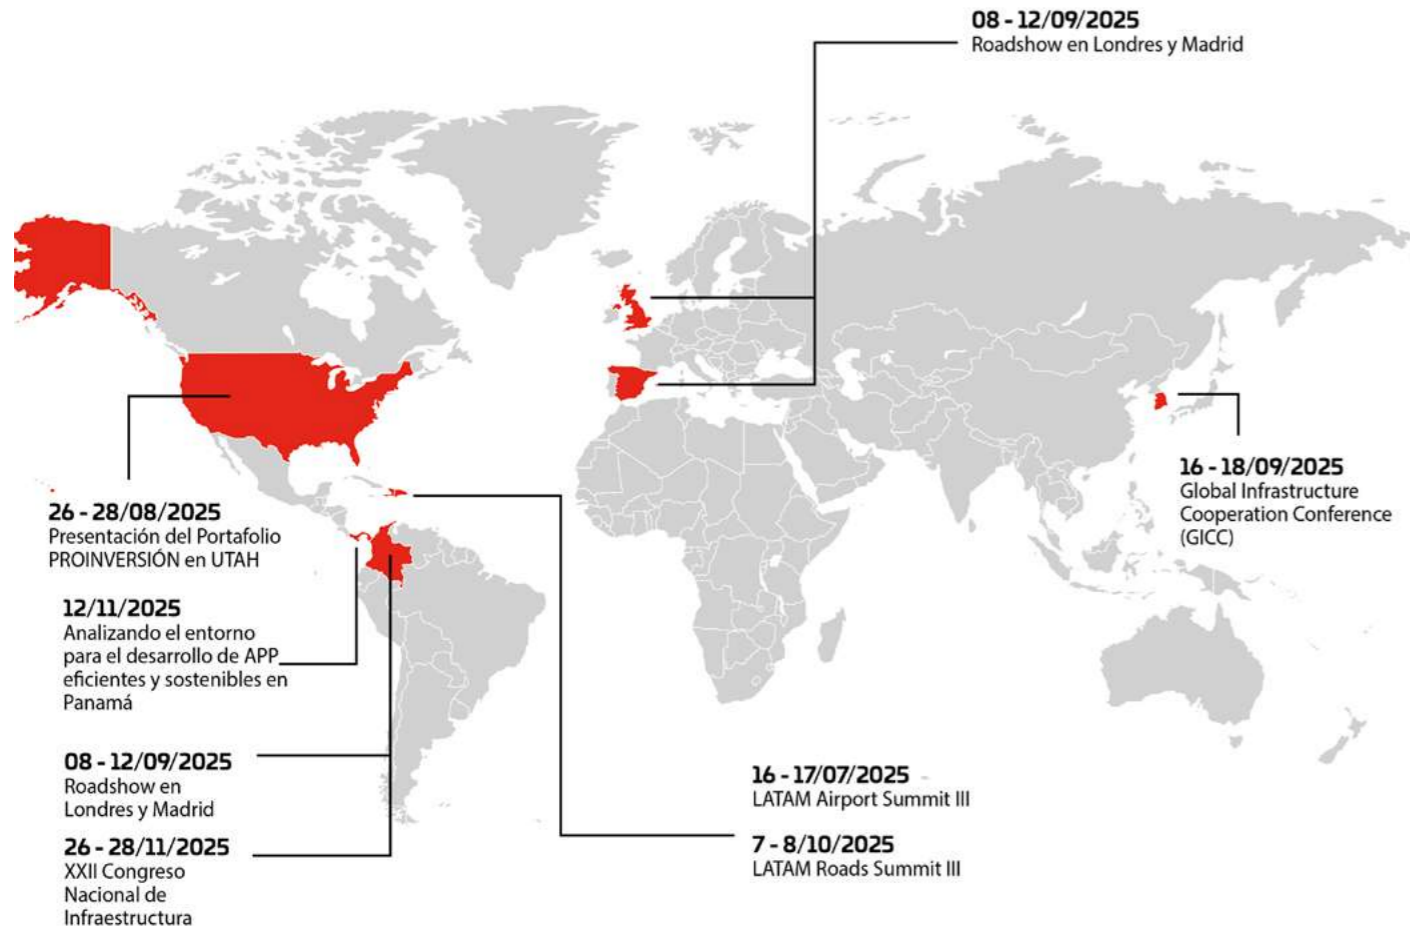 08 - 12/09/2025
Roadshow en Londres y Madrid
16 - 18/09/2025
Global Infrastructure
Cooperation Conference
(GICC)
26 - 28/08/2025
Presentación del Portafolio
PROINVERSIÓN en UTAH
12/11/2025
Analizando el entorno
para el desarrollo de APP
eficientes y sostenibles en
Panamá
08 - 12/09/2025
Roadshow en
Londres y Madrid
26 - 28/11/2025
XXII Congreso
Nacional de
Infraestructura
16 - 17/07/2025
LATAM Airport Summit III
7 - 8/10/2025
LATAM Roads Summit III